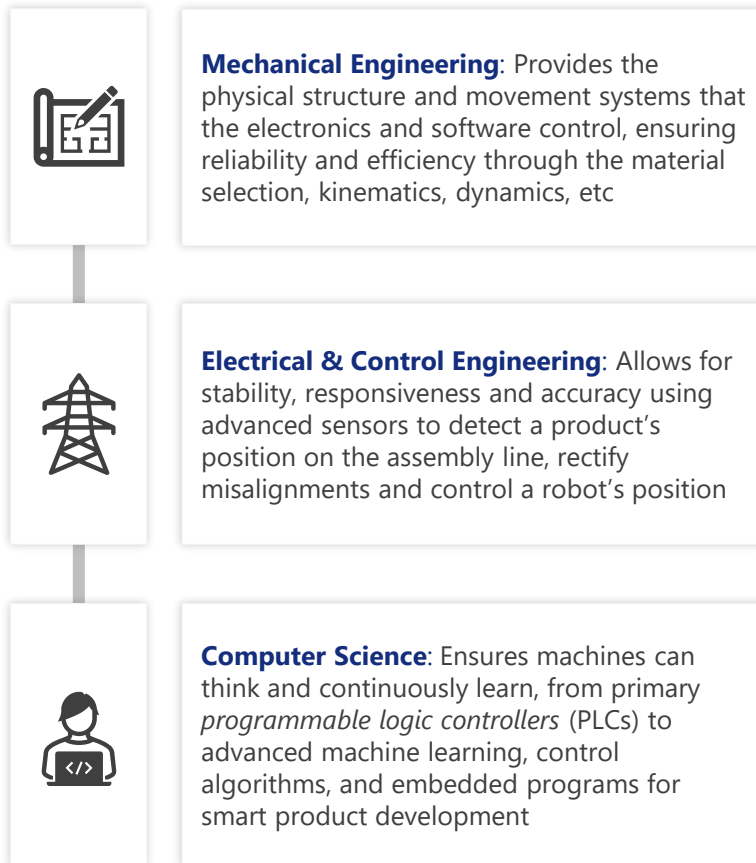 Mechanical Engineering: Provides the
physical structure and movement systems that
the electronics and software control, ensuring
reliability and efficiency through the material
selection, kinematics, dynamics, etc
Electrical & Control Engineering: Allows for
stability, responsiveness and accuracy using
advanced sensors to detect a product’s
position on the assembly line, rectify
misalignments and control a robot’s position
</>
Computer Science: Ensures machines can
think and continuously learn, from primary
programmable logic controllers (PLCs) to
advanced machine learning, control
algorithms, and embedded programs for
smart product development